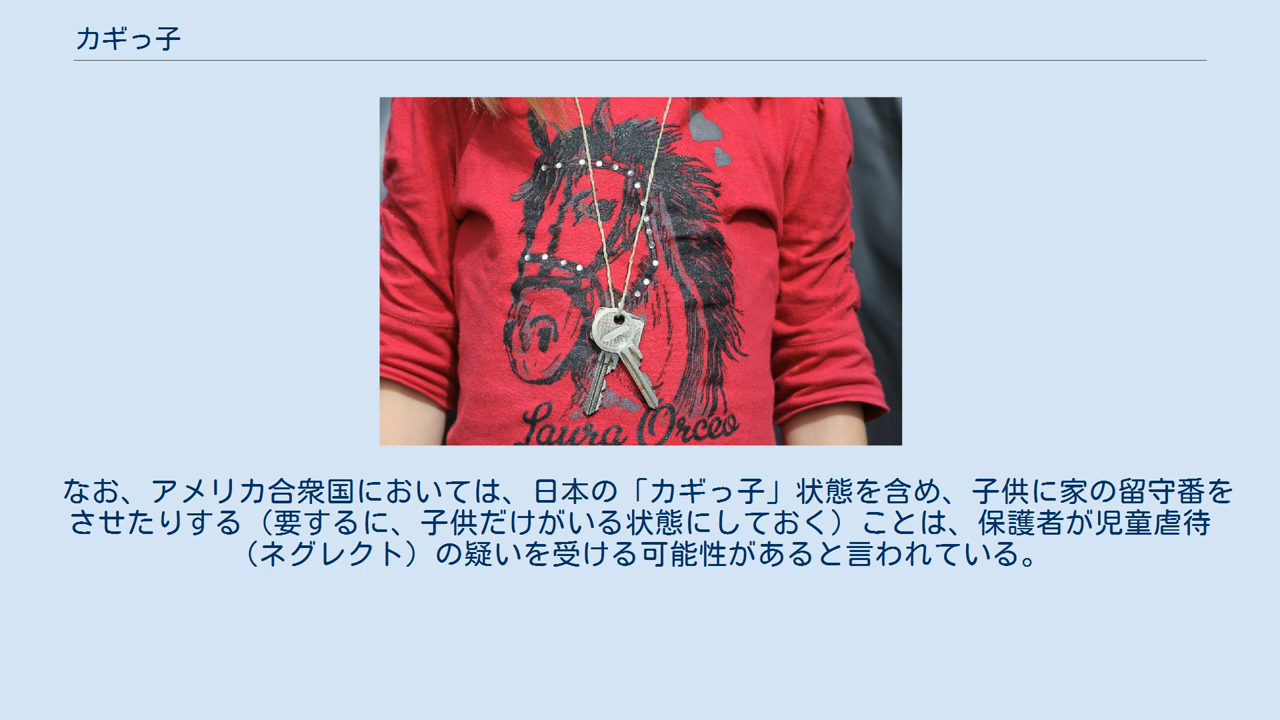 カギっ子
Laura Orceo
なお、アメリカ合衆国においては、日本の「カギっ子」状態を含め、子供に家の留守番を
させたりする（要するに、子供だけがいる状態にしておく）ことは、保護者が児童虐待
（ネグレクト）の疑いを受ける可能性があると言われている。